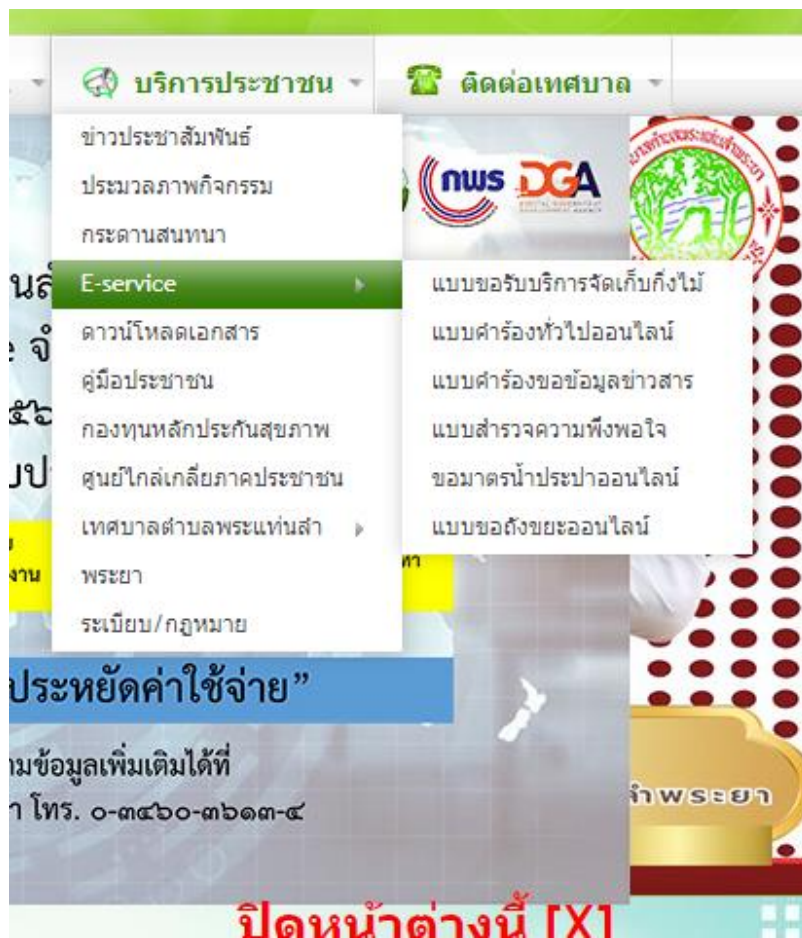 บริการประชาชน
ติดต่อเทศบาล
ข่าวประชาสัมพันธ์
ประมวลภาพกิจกรรม
กระดานสนทนา
E-service
ดาวน์โหลดเอกสาร
คู่มือประชาชน
กองทุนหลักประกันสุขภาพ
ศูนย์ไกล่เกลี่ยภาคประชาชน
เทศบาลตำบลพระแท่นลำ
พระยา
ระเบียบ/กฎหมาย
แบบขอรับบริการจัดเก็บกิ่งไม้
แบบคำร้องทั่วไปออนไลน์
แบบคำร้องขอข้อมูลข่าวสาร
แบบสำรวจความพึงพอใจ
ขอมาตรน้ำประปาออนไลน์
แบบขอถังขยะออนไลน์
กพร DGA
ประหยัดค่าใช้จ่าย”
ามข้อมูลเพิ่มเติมได้ที่
า โทร. ๐-๓๔๖๐-๓๖๑๓-๔
ลำพระยา
ปิดหน้าต่างนี้ [X]